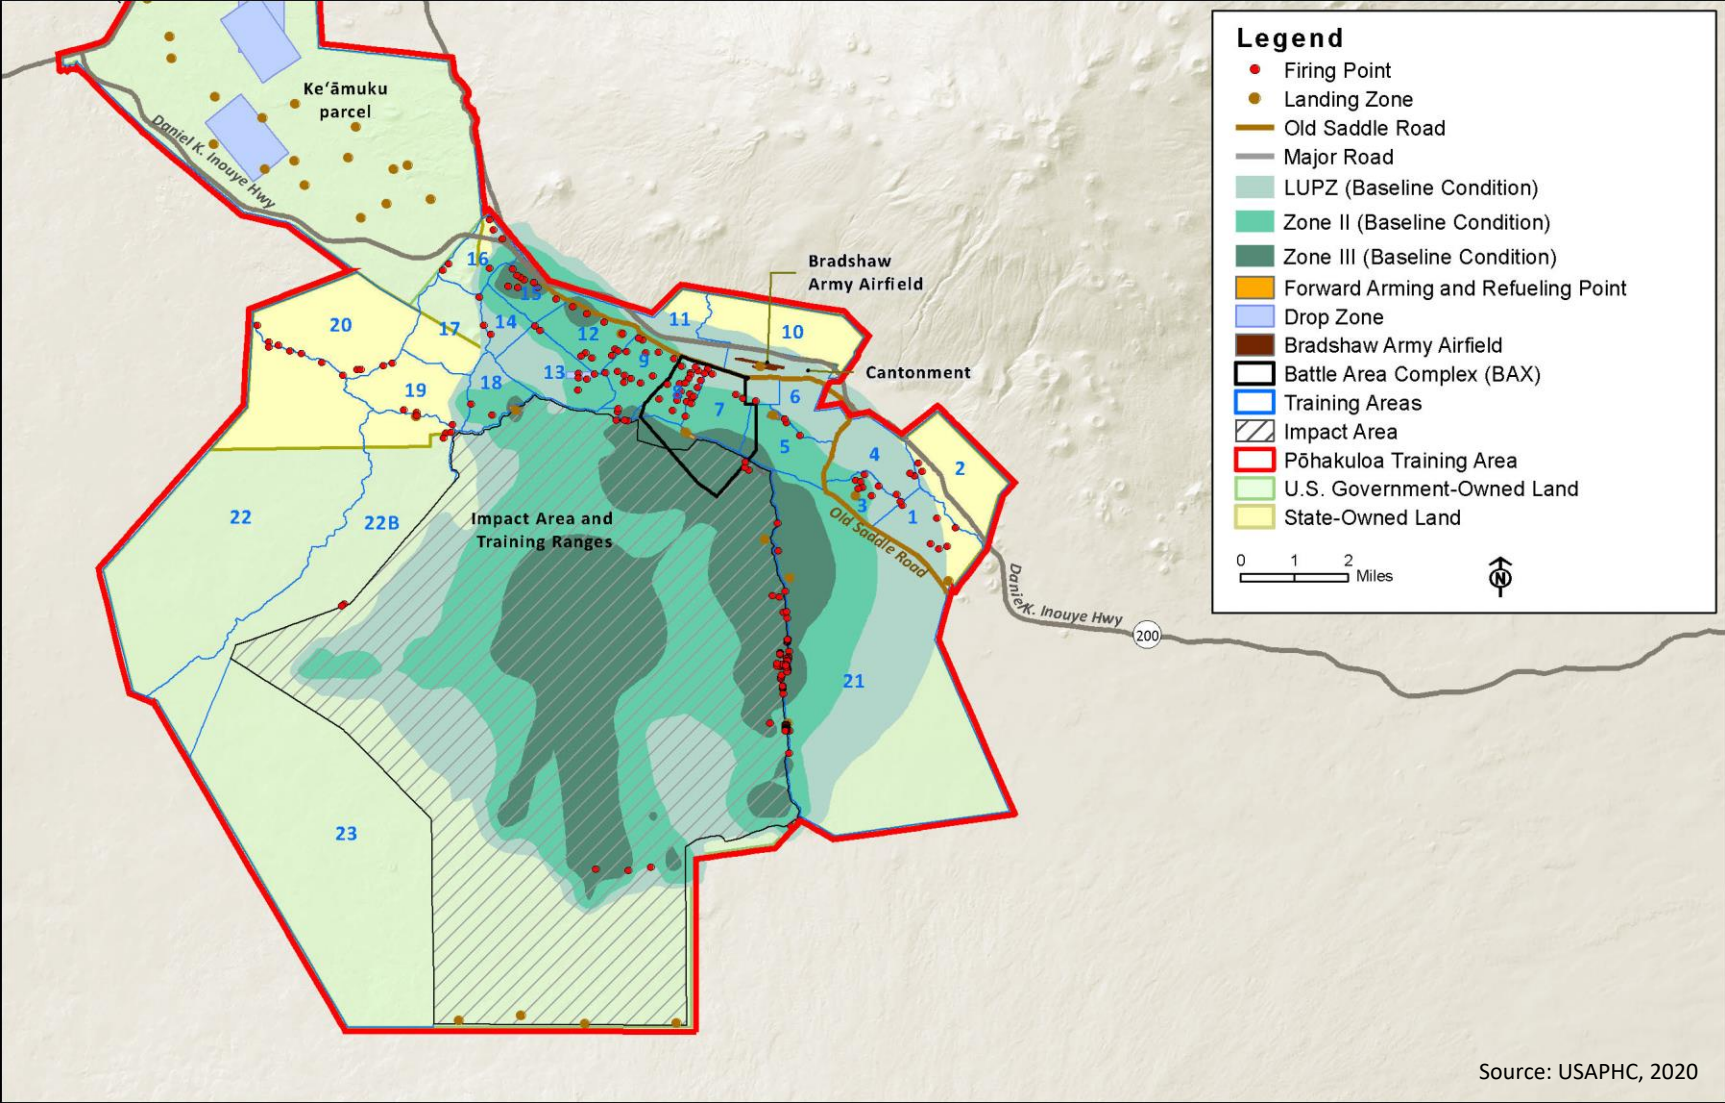 Legend
Firing Point
Landing Zone
Old Saddle Road
Major Road
LUPZ (Baseline Condition)
Zone II (Baseline Condition)
Zone III (Baseline Condition)
Forward Arming and Refueling Point
Drop Zone
Bradshaw Army Airfield
Battle Area Complex (BAX)
Training Areas
Impact Area
Pōhakuloa Training Area
U.S. Government-Owned Land
State-Owned Land
0 1 2 Miles
N
Keʻāmuku
parcel
Daniel K. Inouye Hwy
Bradshaw
Army Airfield
Cantonment
16
15
20
17
14
12
11
10
9
13
18
19
8
7
6
5
4
2
3
1
Old Saddle Road
22
22B
Impact Area and
Training Ranges
Daniel K. Inouye Hwy
200
21
23
Source: USAPHC, 2020